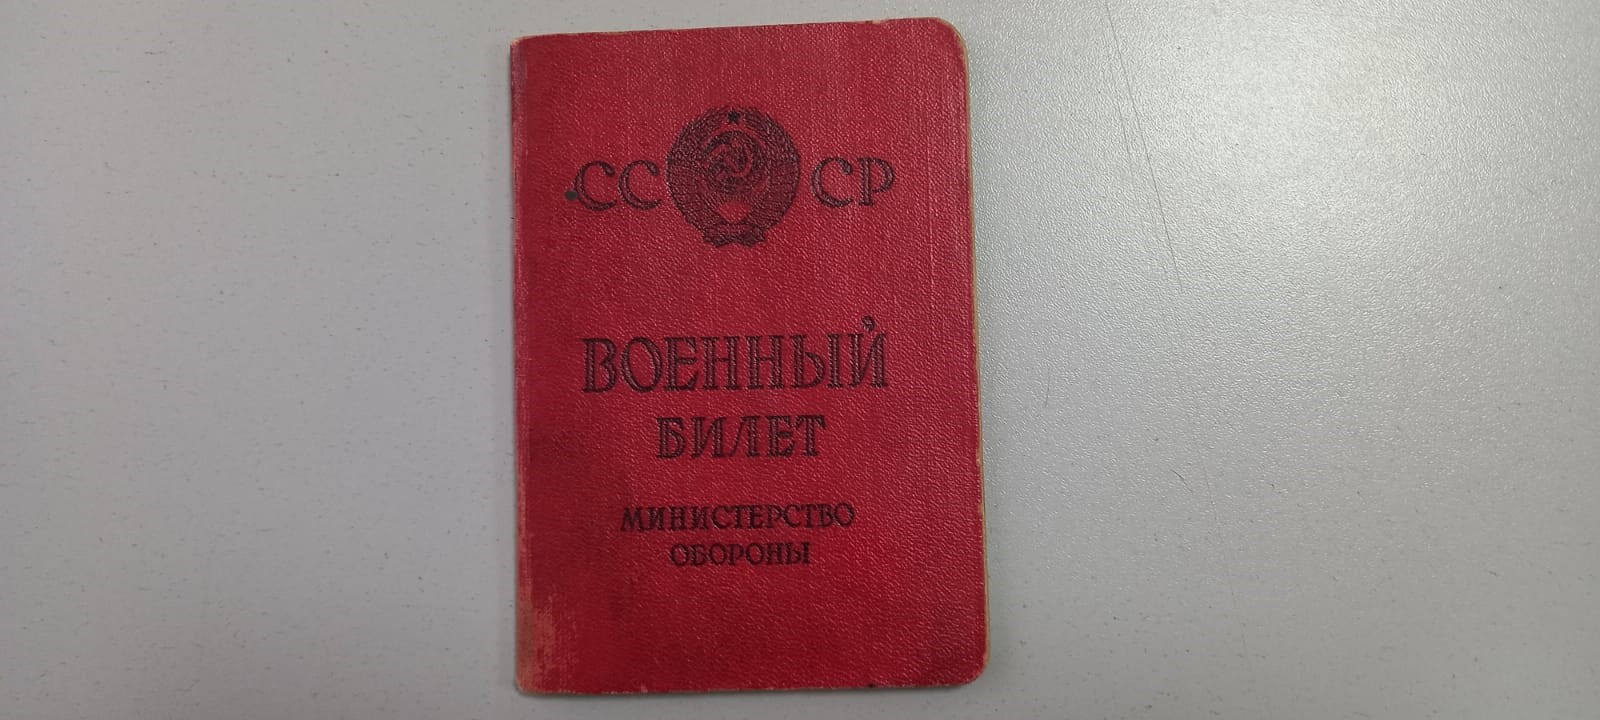 СССР
ВОЕННЫЙ
БИЛЕТ
МИНИСТЕРСТВО
ОБОРОНЫ